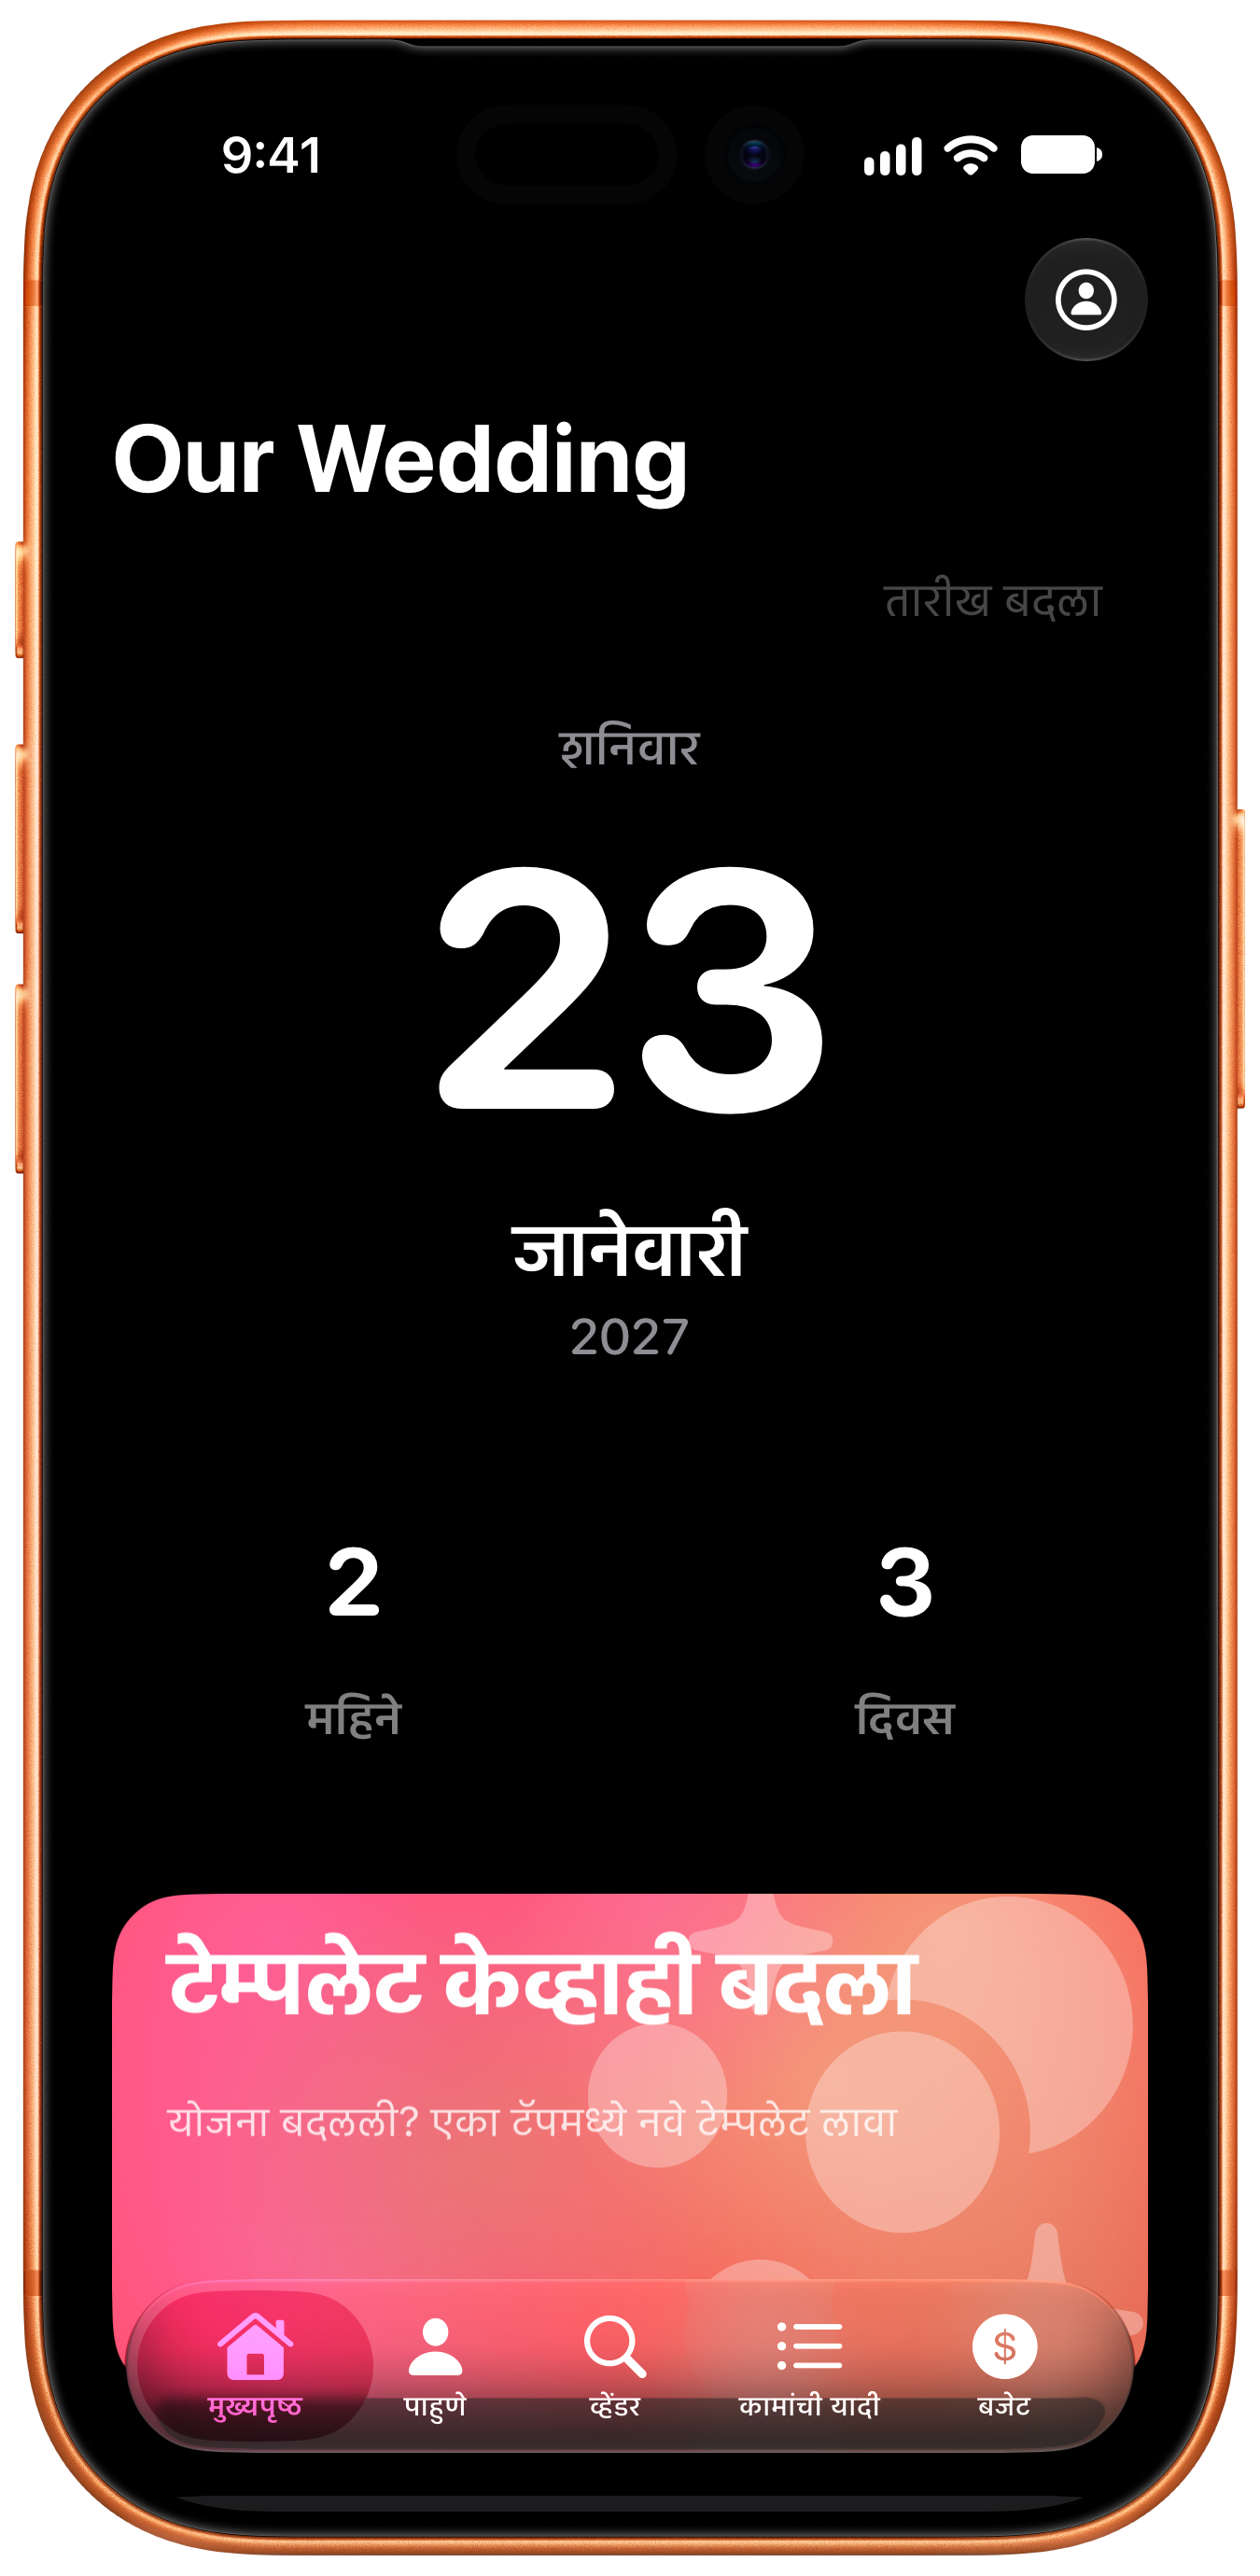 9:41
Our Wedding
तारीख बदला
शनिवार
23
जानेवारी
2027
2
3
महिने
दिवस
टेम्पलेट केव्हाही बदला
योजना बदलली? एका टॅपमध्ये नवे टेम्पलेट लावा
मुख्यपृष्ठ
पाहुणे
व्हेंडर
कामांची यादी
बजेट